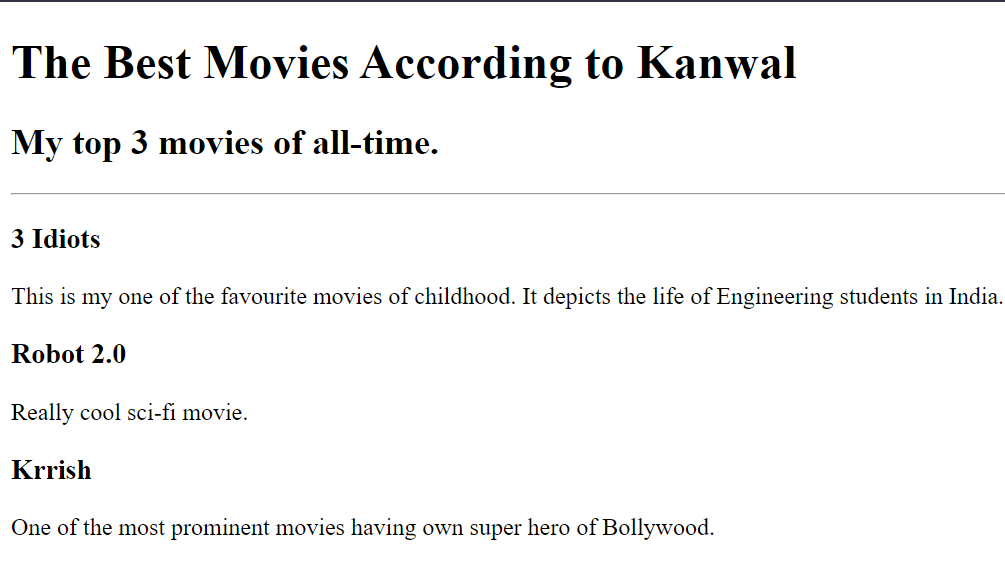 The Best Movies According to Kanwal
My top 3 movies of all-time.
3 Idiots
This is my one of the favourite movies of childhood. It depicts the life of Engineering students in India.
Robot 2.0
Really cool sci-fi movie.
Krrish
One of the most prominent movies having own super hero of Bollywood.